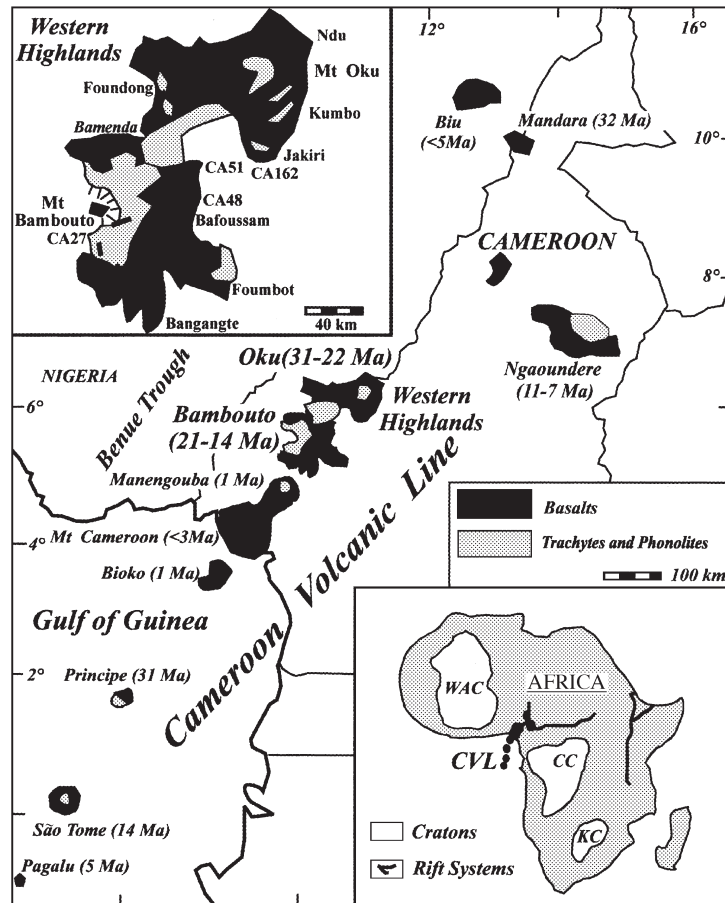 Western
Highlands
Ndu
Mt Oku
Foundong
Kumbo
Bamenda
Jakiri
CA51
CA162
Mt
Bambouto
CA48
Bafoussam
CA27
Foumbot
40 km
Bangangte
12°
16°
Biu
(<5Ma)
Mandara (32 Ma)
10°
CAMEROON
8°
Ngaoundere
(11-7 Ma)
Oku(31-22 Ma)
NIGERIA
Benue Trough
6°
Western
Highlands
Bambouto
(21-14 Ma)
Manengouba (1 Ma)
Mt Cameroon (<3Ma)
4°
Bioko (1 Ma)
Cameroon Volcanic Line
Gulf of Guinea
2°
Principe (31 Ma)
São Tome (14 Ma)
Pagalu (5 Ma)
Basalts
Trachytes and Phonolites
100 km
WAC
AFRICA
CVL
CC
KC
Cratons
Rift Systems